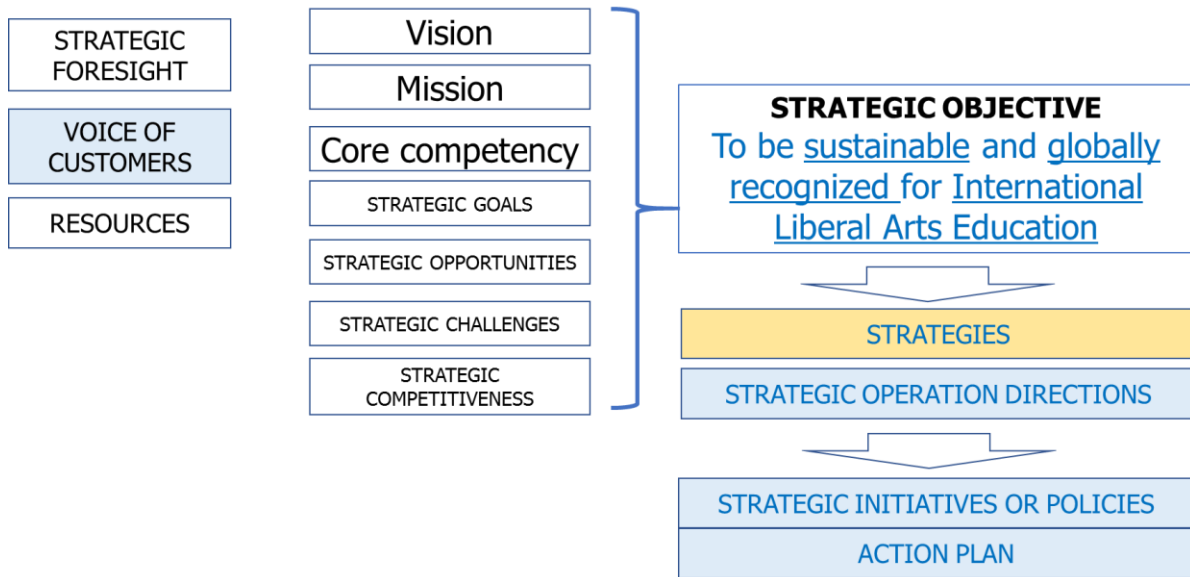 STRATEGIC
FORESIGHT
VOICE OF
CUSTOMERS
RESOURCES
Vision
Mission
Core competency
STRATEGIC GOALS
STRATEGIC OPPORTUNITIES
STRATEGIC CHALLENGES
STRATEGIC
COMPETITIVENESS
STRATEGIC OBJECTIVE
To be sustainable and globally
recognized for International
Liberal Arts Education
STRATEGIES
STRATEGIC OPERATION DIRECTIONS
STRATEGIC INITIATIVES OR POLICIES
ACTION PLAN